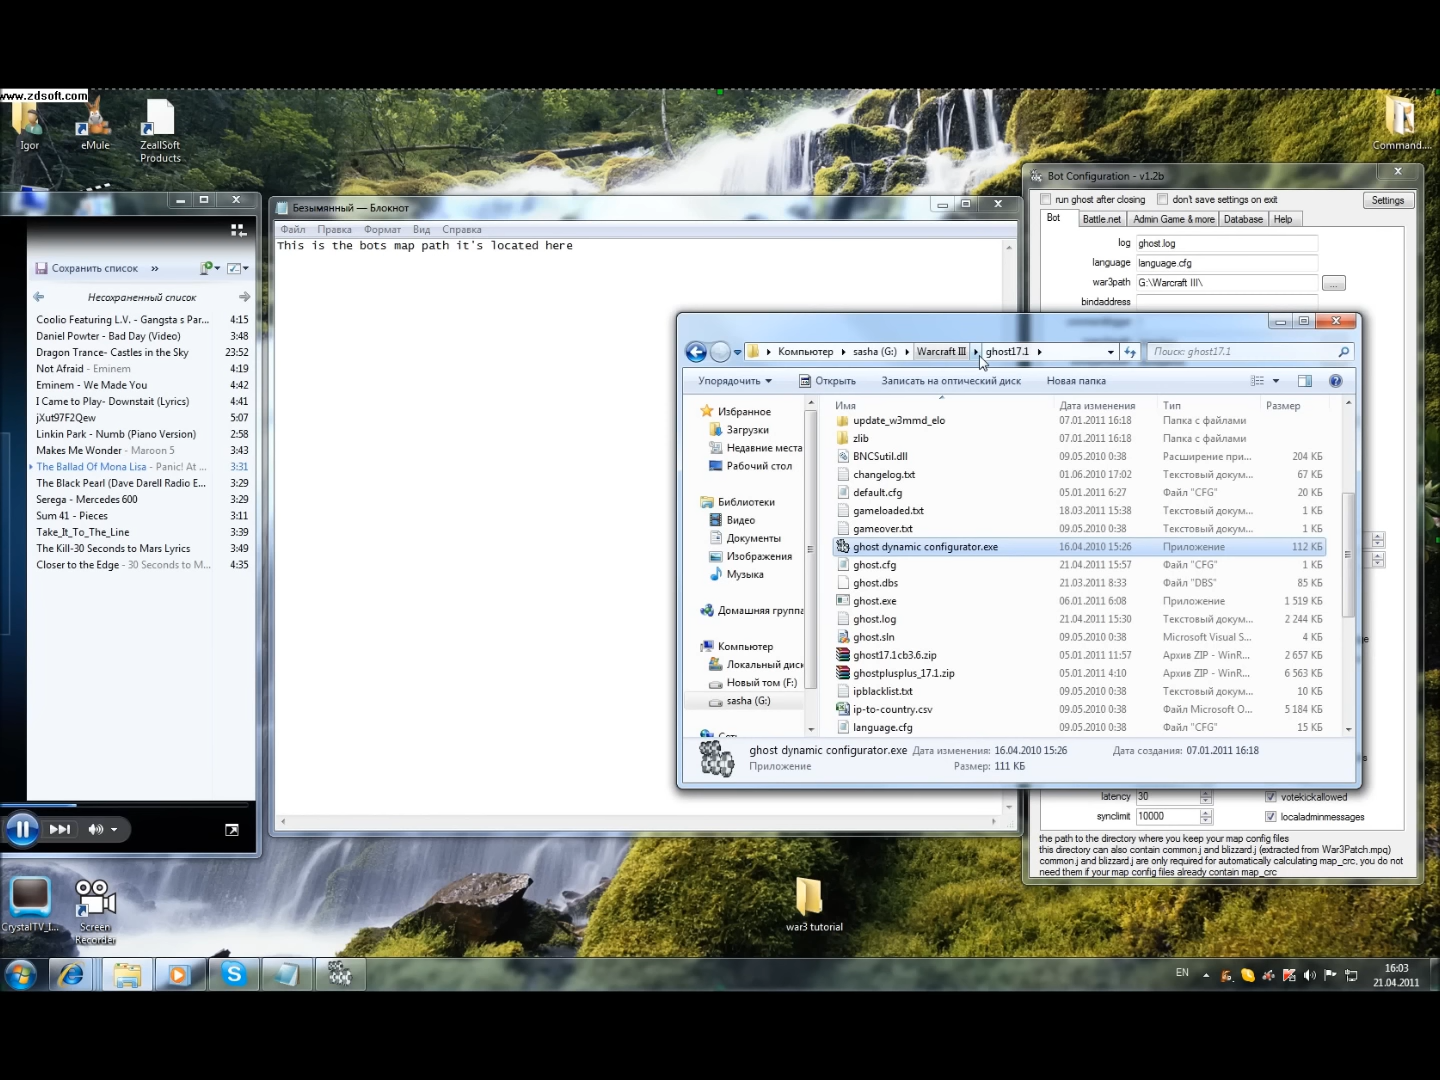 www.zdsoft.com
Igor
eMule
ZeallSoft
Products
Command....
Сохранить список »
Несохраненный список
Coolio Featuring L.V. - Gangsta s Par... 4:15
Daniel Powter - Bad Day (Video) 3:48
Dragon Trance- Castles in the Sky 23:52
Not Afraid - Eminem 4:19
Eminem - We Made You 4:42
I Came to Play- Downstait (Lyrics) 4:41
jXut97F2Qew 5:07
Linkin Park - Numb (Piano Version) 2:58
Makes Me Wonder - Maroon 5 3:43
The Ballad Of Mona Lisa - Panic! At ... 3:31
The Black Pearl (Dave Darell Radio E... 3:29
Serega - Mercedes 600 3:29
Sum 41 - Pieces 3:11
Take_It_To_The_Line 3:39
The Kill-30 Seconds to Mars Lyrics 3:49
Closer to the Edge - 30 Seconds to M... 4:35
Безымянный — Блокнот
Файл Правка Формат Вид Справка
This is the bots map path it's located here
Bot Configuration - v1.2b
run ghost after closing don't save settings on exit Settings
Bot Battle.net Admin Game & more Database Help
log ghost.log
language language.cfg
war3path G:\Warcraft III\ ...
bindaddress
Компьютер sasha (G:) Warcraft III ghost17.1 Поиск: ghost17.1
Упорядочить Открыть Записать на оптический диск Новая папка
Избранное
Загрузки
Недавние места
Рабочий стол
Библиотеки
Видео
Документы
Изображения
Музыка
Домашняя группа
Компьютер
Локальный диск
Новый том (F:)
sasha (G:)
Имя Дата изменения Тип Размер
update_w3mmd_elo 07.01.2011 16:18 Папка с файлами
zlib 07.01.2011 16:18 Папка с файлами
BNCSutil.dll 09.05.2010 0:38 Расширение при... 204 КБ
changelog.txt 01.06.2010 17:02 Текстовый докум... 67 КБ
default.cfg 05.01.2011 6:27 Файл "CFG" 20 КБ
gameloaded.txt 18.03.2011 15:38 Текстовый докум... 1 КБ
gameover.txt 09.05.2010 0:38 Текстовый докум... 1 КБ
ghost dynamic configurator.exe 16.04.2010 15:26 Приложение 112 КБ
ghost.cfg 21.04.2011 15:57 Файл "CFG" 1 КБ
ghost.dbs 21.03.2011 8:33 Файл "DBS" 85 КБ
ghost.exe 06.01.2011 6:08 Приложение 1 519 КБ
ghost.log 21.04.2011 15:30 Текстовый докум... 2 244 КБ
ghost.sln 09.05.2010 0:38 Microsoft Visual S... 4 КБ
ghost17.1cb3.6.zip 05.01.2011 11:57 Архив ZIP - WinR... 2 657 КБ
ghostplusplus_17.1.zip 05.01.2011 4:10 Архив ZIP - WinR... 6 563 КБ
ipblacklist.txt 09.05.2010 0:38 Текстовый докум... 10 КБ
ip-to-country.csv 09.05.2010 0:38 Файл Microsoft O... 5 184 КБ
language.cfg 09.05.2010 0:38 Файл "CFG" 15 КБ
ghost dynamic configurator.exe Дата изменения: 16.04.2010 15:26 Дата создания: 07.01.2011 16:18
Приложение Размер: 111 КБ
latency 30 votekickallowed
synclimit 10000 localadminmessages
the path to the directory where you keep your map config files
this directory can also contain common.j and blizzard.j (extracted from War3Patch.mpq)
common.j and blizzard.j are only required for automatically calculating map_crc, you do not
need them if your map config files already contain map_crc
CrystalTV_I...
Screen
Recorder
war3 tutorial
EN 16:03
21.04.2011